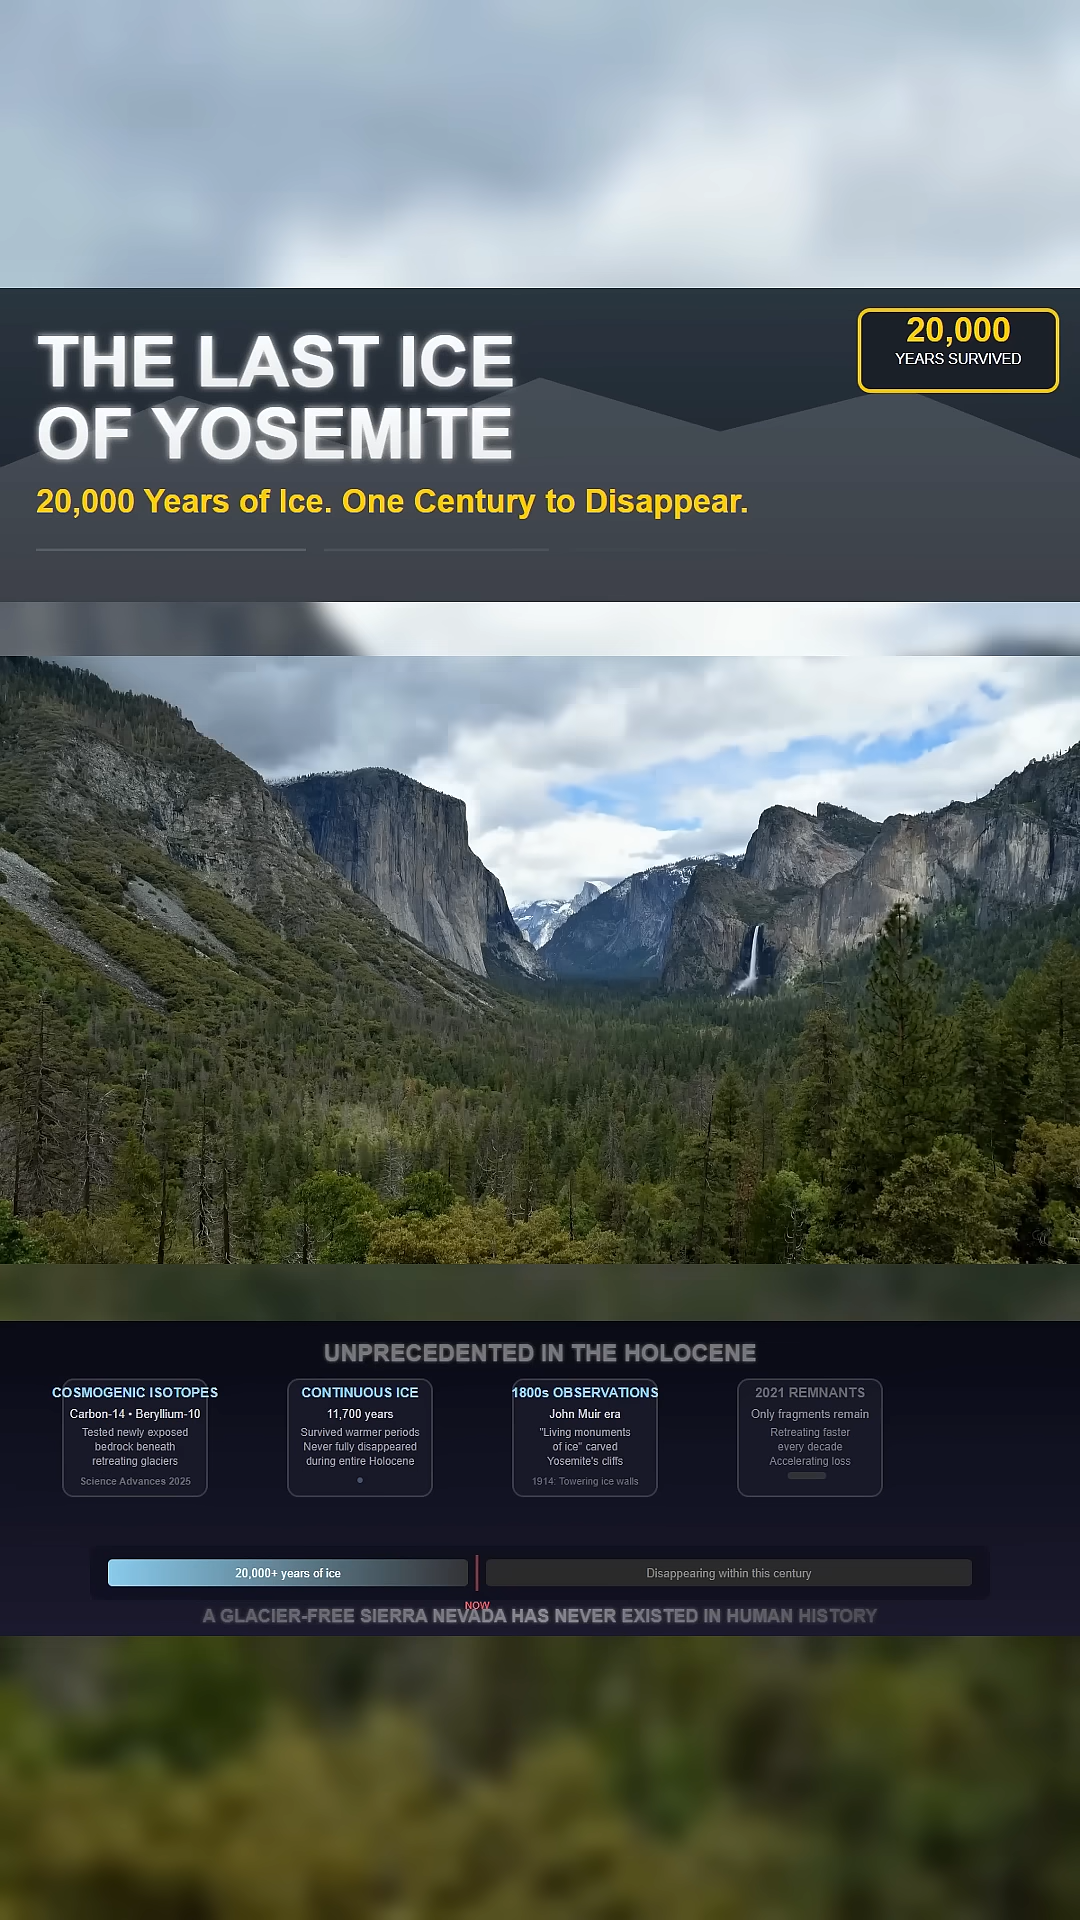 THE LAST ICE
OF YOSEMITE
20,000 Years of Ice. One Century to Disappear.
20,000
YEARS SURVIVED
UNPRECEDENTED IN THE HOLOCENE
COSMOGENIC ISOTOPES
Carbon-14 • Beryllium-10
Tested newly exposed
bedrock beneath
retreating glaciers
Science Advances 2025
CONTINUOUS ICE
11,700 years
Survived warmer periods
Never fully disappeared
during entire Holocene
1800s OBSERVATIONS
John Muir era
"Living monuments
of ice" carved
Yosemite's cliffs
1914: Towering ice walls
2021 REMNANTS
Only fragments remain
Retreating faster
every decade
Accelerating loss
20,000+ years of ice
Disappearing within this century
NOW
A GLACIER-FREE SIERRA NEVADA HAS NEVER EXISTED IN HUMAN HISTORY